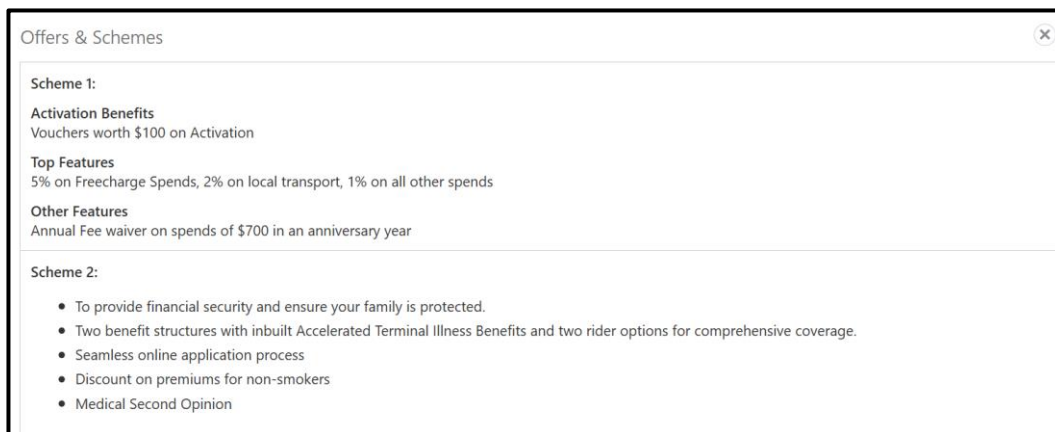 Offers & Schemes
Scheme 1:
Activation Benefits
Vouchers worth $100 on Activation
Top Features
5% on Freecharge Spends, 2% on local transport, 1% on all other spends
Other Features
Annual Fee waiver on spends of $700 in an anniversary year
Scheme 2:
• To provide financial security and ensure your family is protected.
• Two benefit structures with inbuilt Accelerated Terminal Illness Benefits and two rider options for comprehensive coverage.
• Seamless online application process
• Discount on premiums for non-smokers
• Medical Second Opinion